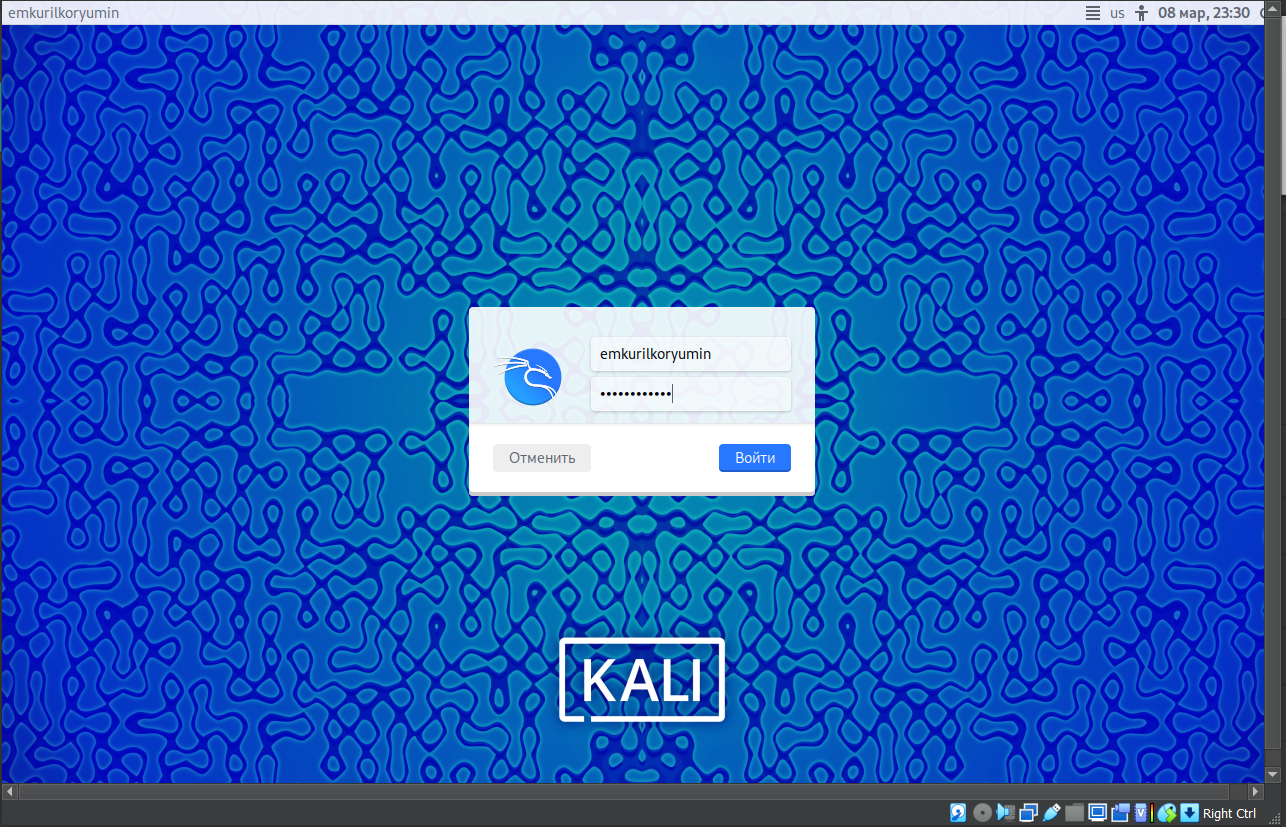 emkurilkoryumin
us 08 мар, 23:30
emkurilkoryumin
••••••••••••
Отменить Войти
KALI
Right Ctrl